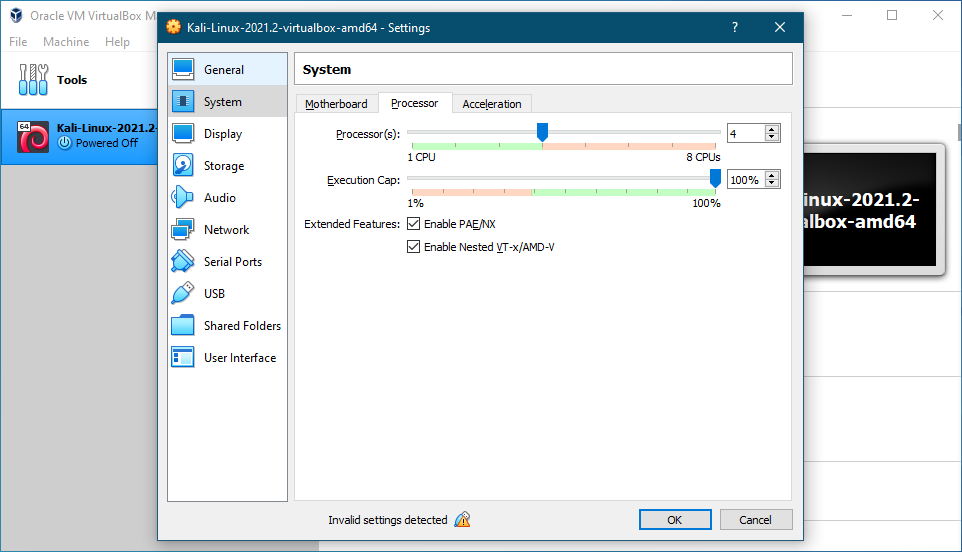 Oracle VM VirtualBox M
File Machine Help
Tools
64
Kali-Linux-2021.2-
Powered Off
Kali-Linux-2021.2-virtualbox-amd64 - Settings
?
General
System
Display
Storage
Audio
Network
Serial Ports
USB
Shared Folders
User Interface
System
Motherboard Processor Acceleration
Processor(s): 4
1 CPU 8 CPUs
Execution Cap: 100%
1% 100%
Extended Features: Enable PAE/NX
Enable Nested VT-x/AMD-V
Invalid settings detected
OK Cancel
inux-2021.2-
albox-amd64